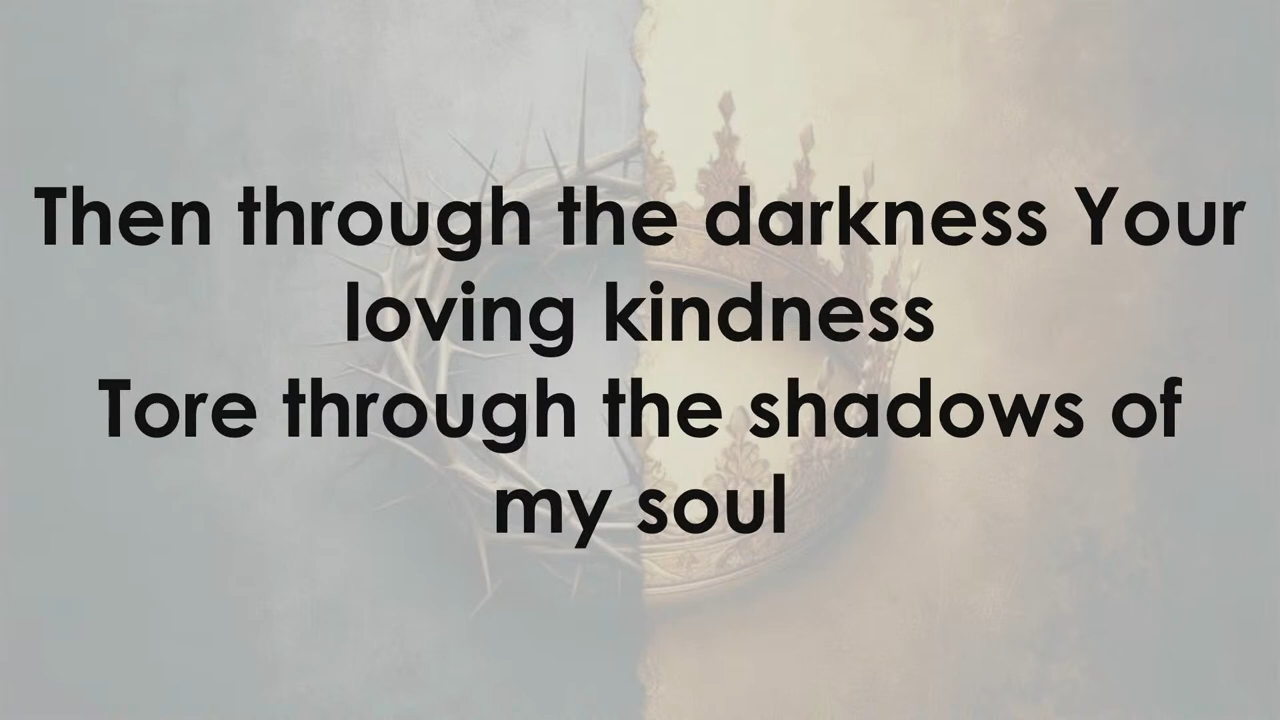 Then through the darkness Your
loving kindness
Tore through the shadows of
my soul